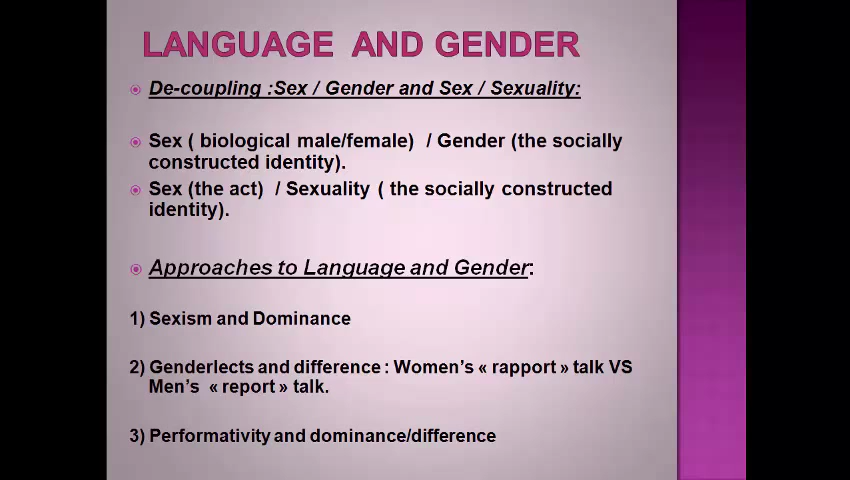 LANGUAGE AND GENDER
De-coupling :Sex / Gender and Sex / Sexuality:
Sex ( biological male/female) / Gender (the socially
constructed identity).
Sex (the act) / Sexuality ( the socially constructed
identity).
Approaches to Language and Gender:
1) Sexism and Dominance
2) Genderlects and difference : Women's « rapport » talk VS
Men's « report » talk.
3) Performativity and dominance/difference